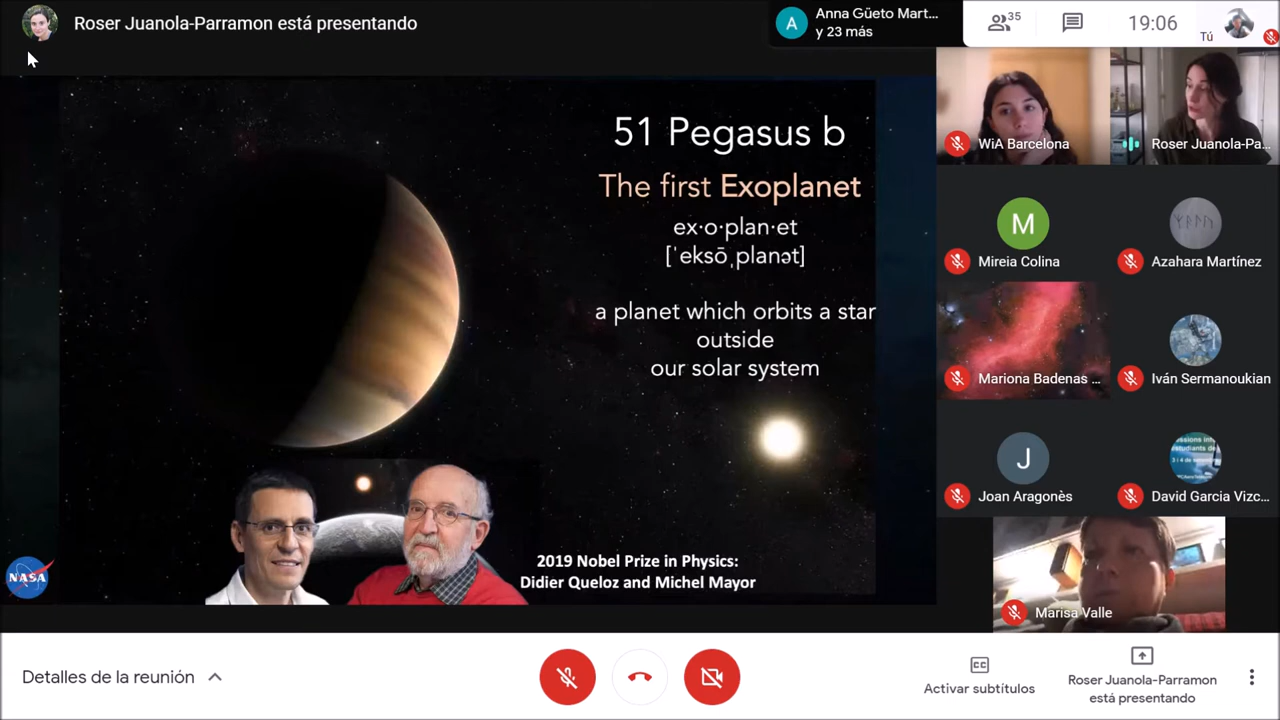 Roser Juanola-Parramon está presentando
Anna Güeto Mart...
y 23 más
A
35
19:06
Tú
51 Pegasus b
The first Exoplanet
ex·o·plan·et
[ˈeksōˌplanət]
a planet which orbits a star
outside
our solar system
2019 Nobel Prize in Physics:
Didier Queloz and Michel Mayor
NASA
WiA Barcelona
Roser Juanola-Pa...
M
Mireia Colina
Azahara Martínez
Mariona Badenas ...
Iván Sermanoukian
J
Joan Aragonès
David Garcia Vizc...
Marisa Valle
Detalles de la reunión
CC
Activar subtítulos
Roser Juanola-Parramon
está presentando